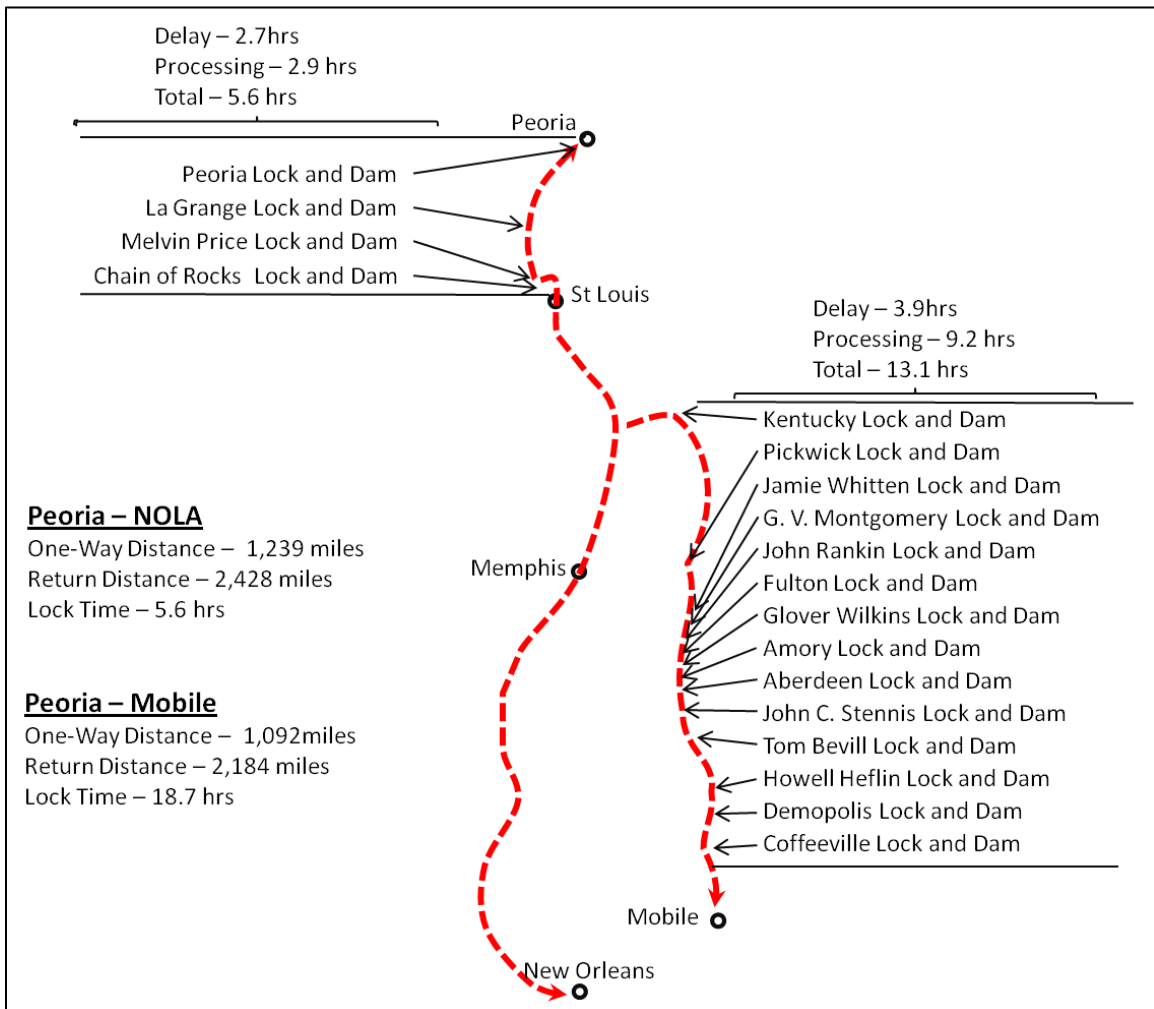 Delay – 2.7hrs
Processing – 2.9 hrs
Total – 5.6 hrs
Peoria
Peoria Lock and Dam
La Grange Lock and Dam
Melvin Price Lock and Dam
Chain of Rocks  Lock and Dam
St Louis
Delay – 3.9hrs
Processing – 9.2 hrs
Total – 13.1 hrs
Kentucky Lock and Dam
Pickwick Lock and Dam
Jamie Whitten Lock and Dam
G. V. Montgomery Lock and Dam
John Rankin Lock and Dam
Fulton Lock and Dam
Glover Wilkins Lock and Dam
Amory Lock and Dam
Aberdeen Lock and Dam
John C. Stennis Lock and Dam
Tom Bevill Lock and Dam
Howell Heflin Lock and Dam
Demopolis Lock and Dam
Coffeeville Lock and Dam
Peoria – NOLA
One-Way Distance –  1,239 miles
Return Distance – 2,428 miles
Lock Time – 5.6 hrs
Memphis
Peoria – Mobile
One-Way Distance –  1,092miles
Return Distance – 2,184 miles
Lock Time – 18.7 hrs
Mobile
New Orleans